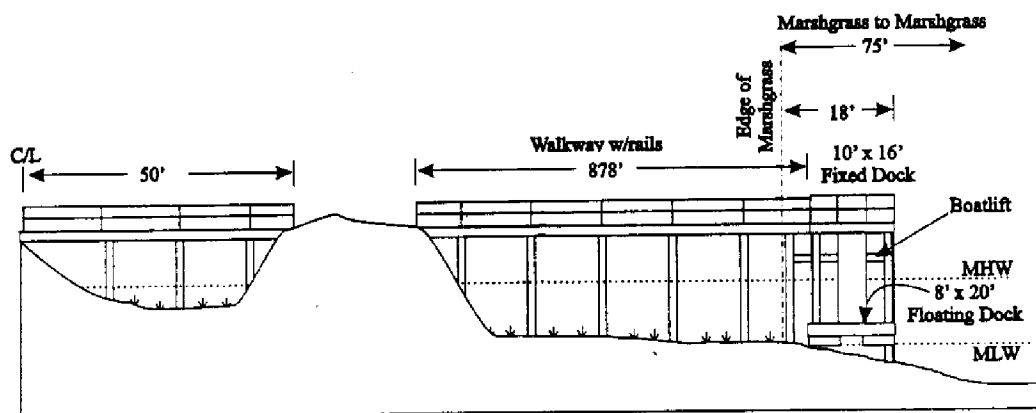 Marshgrass to Marshgrass
75'
Edge of
Marshgrass
18'
C/L
50'
Walkway w/rails
878'
10' x 16'
Fixed Dock
Boatlift
MHW
8' x 20'
Floating Dock
MLW